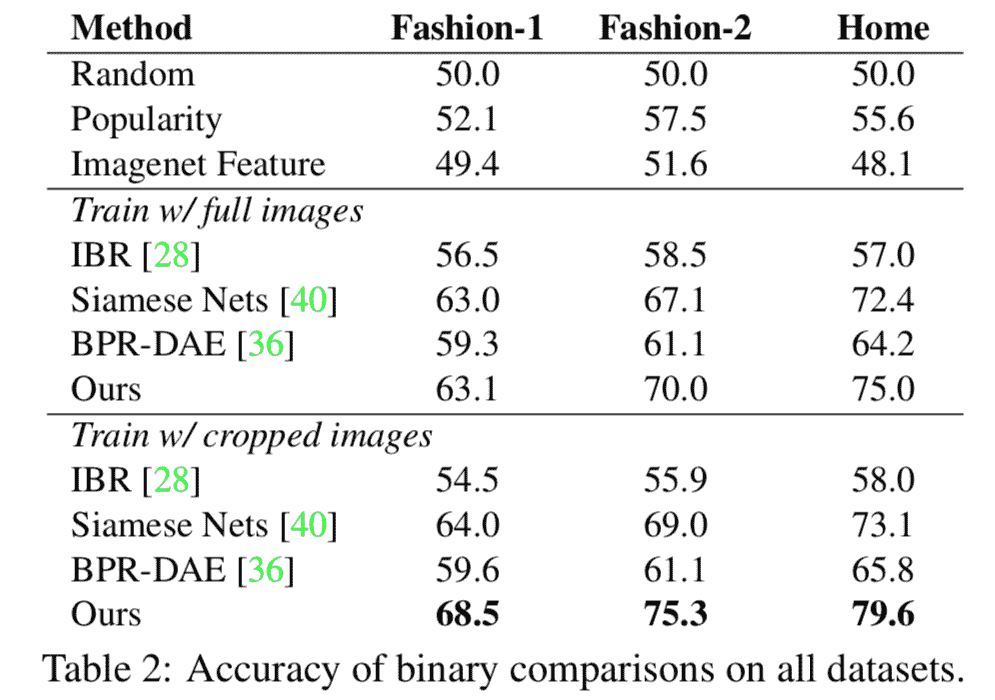 Method Fashion-1 Fashion-2 Home
Random 50.0 50.0 50.0
Popularity 52.1 57.5 55.6
Imagenet Feature 49.4 51.6 48.1
Train w/ full images
IBR [28] 56.5 58.5 57.0
Siamese Nets [40] 63.0 67.1 72.4
BPR-DAE [36] 59.3 61.1 64.2
Ours 63.1 70.0 75.0
Train w/ cropped images
IBR [28] 54.5 55.9 58.0
Siamese Nets [40] 64.0 69.0 73.1
BPR-DAE [36] 59.6 61.1 65.8
Ours 68.5 75.3 79.6
Table 2: Accuracy of binary comparisons on all datasets.